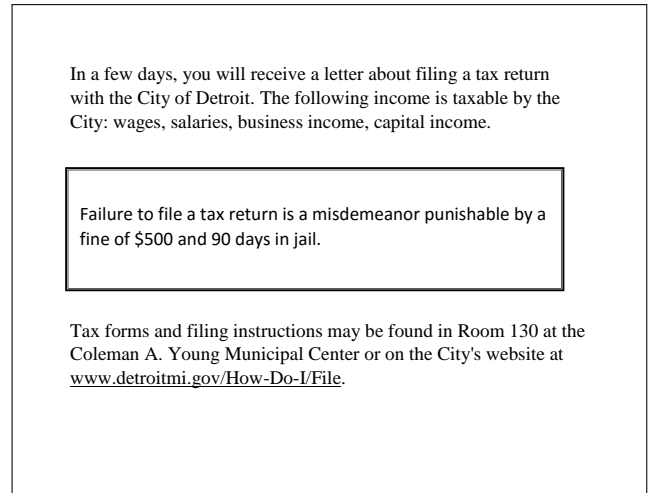 In a few days, you will receive a letter about filing a tax return
with the City of Detroit. The following income is taxable by the
City: wages, salaries, business income, capital income.
Failure to file a tax return is a misdemeanor punishable by a
fine of $500 and 90 days in jail.
Tax forms and filing instructions may be found in Room 130 at the
Coleman A. Young Municipal Center or on the City's website at
www.detroitmi.gov/How-Do-I/File.